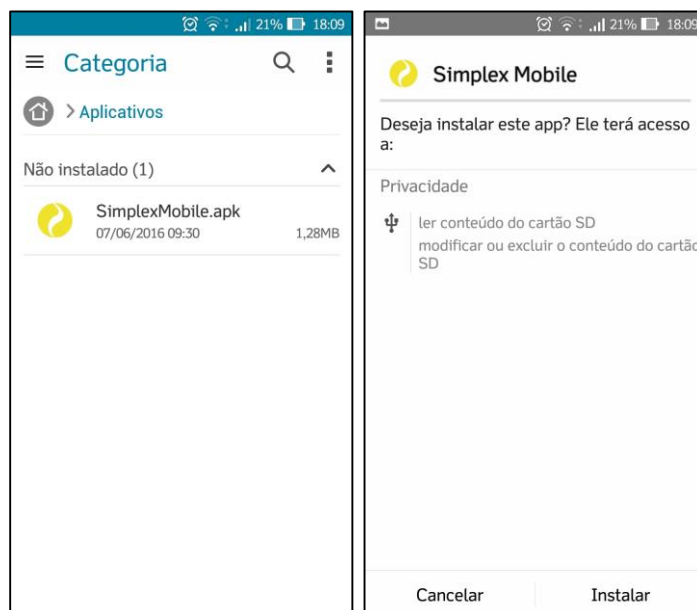 21% 18:09
Categoria
> Aplicativos
Não instalado (1)
SimplexMobile.apk
07/06/2016 09:30 1,28MB
21% 18:09
Simplex Mobile
Deseja instalar este app? Ele terá acesso
a:
Privacidade
ler conteúdo do cartão SD
modificar ou excluir o conteúdo do cartão
SD
Cancelar Instalar